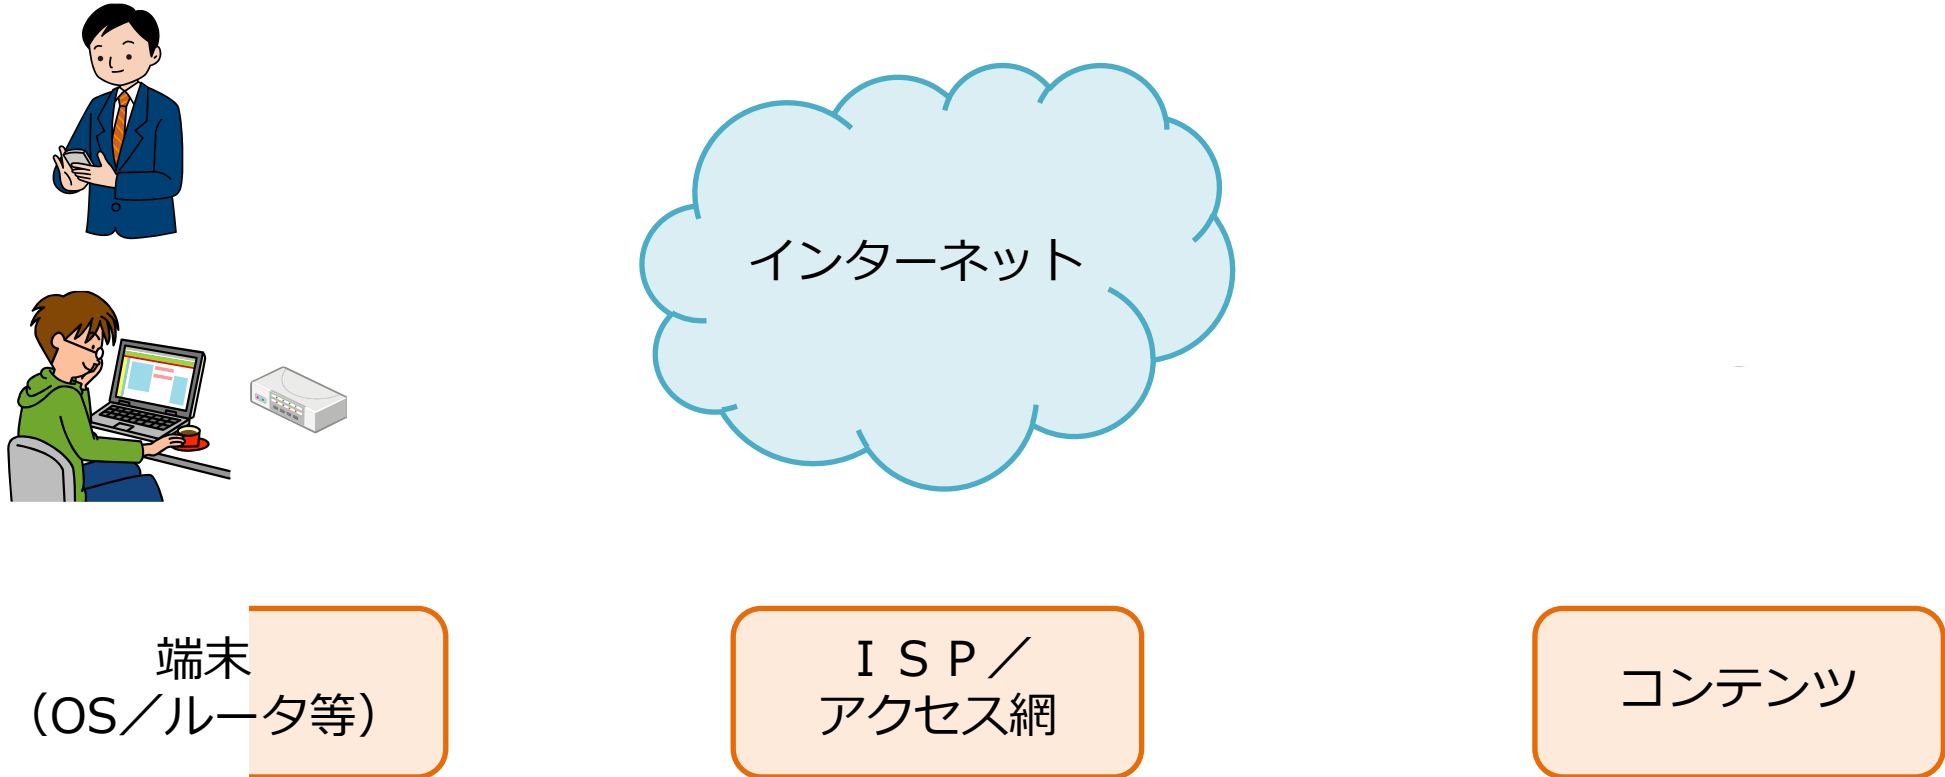 インターネット
端末
（OS／ルータ等）
ＩＳＰ／
アクセス網
コンテンツ